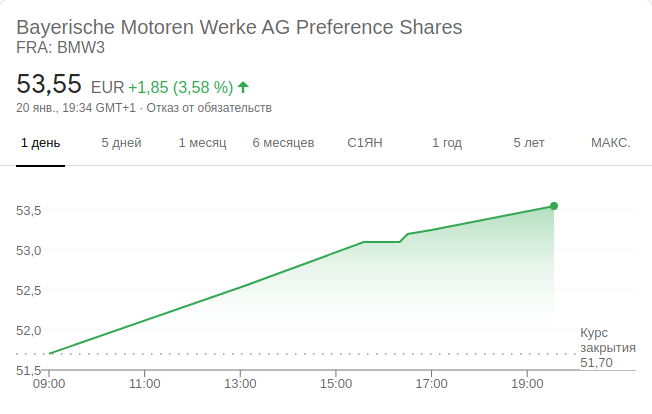 Bayerische Motoren Werke AG Preference Shares
FRA: BMW3
53,55 EUR +1,85 (3,58 %)
20 янв., 19:34 GMT+1 · Отказ от обязательств
1 день 5 дней 1 месяц 6 месяцев С1ЯН 1 год 5 лет МАКС.
53,5
53,0
52,5
52,0
51,5
Курс
закрытия
51,70
09:00 11:00 13:00 15:00 17:00 19:00